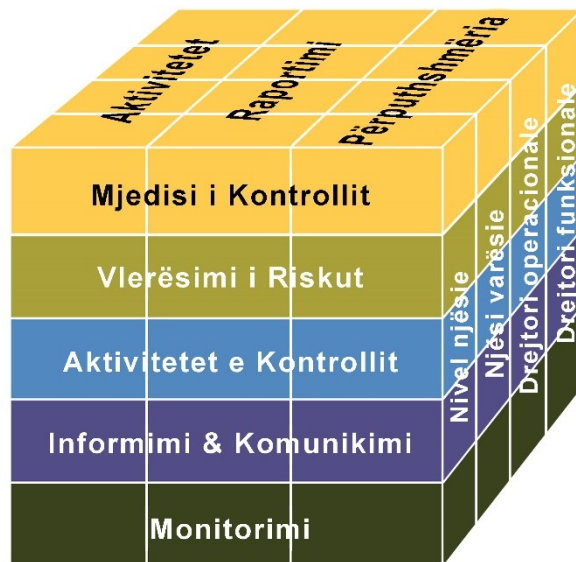 Aktivitetet
Raportimi
Përputhshmëria
Mjedisi i Kontrollit
Vlerësimi i Riskut
Aktivitetet e Kontrollit
Informimi & Komunikimi
Monitorimi
Nivel njësie
Njësi varësie
Drejtori operacionale
Drejtori funksionale